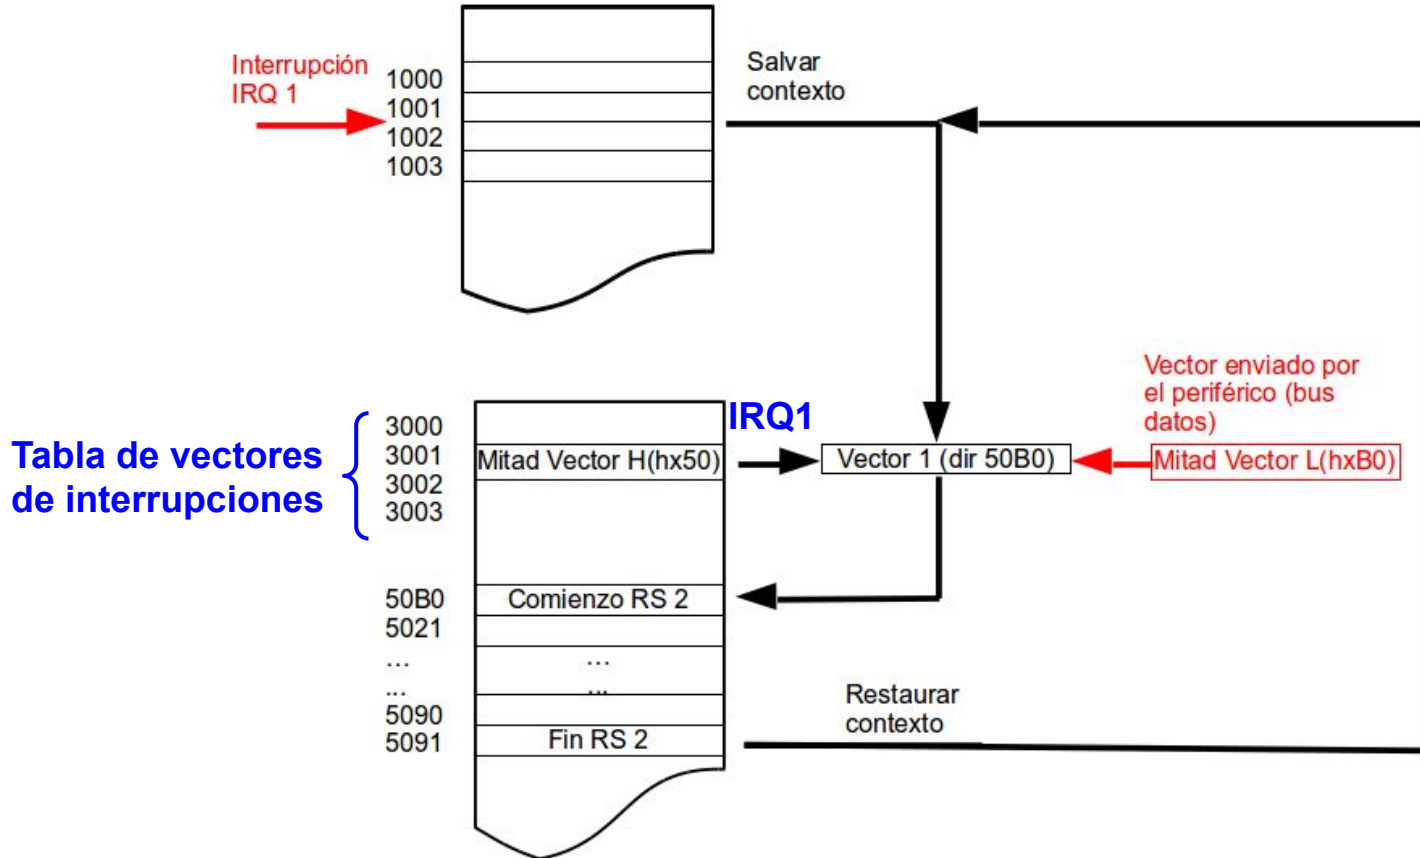 Interrupción
IRQ 1
1000
1001
1002
1003
Salvar
contexto
Tabla de vectores
de interrupciones
3000
3001
3002
3003
Mitad Vector H(hx50)
IRQ1
Vector 1 (dir 50B0)
Vector enviado por
el periférico (bus
datos)
Mitad Vector L(hxB0)
50B0
Comienzo RS 2
5021
...
...
...
...
5090
5091
Fin RS 2
Restaurar
contexto